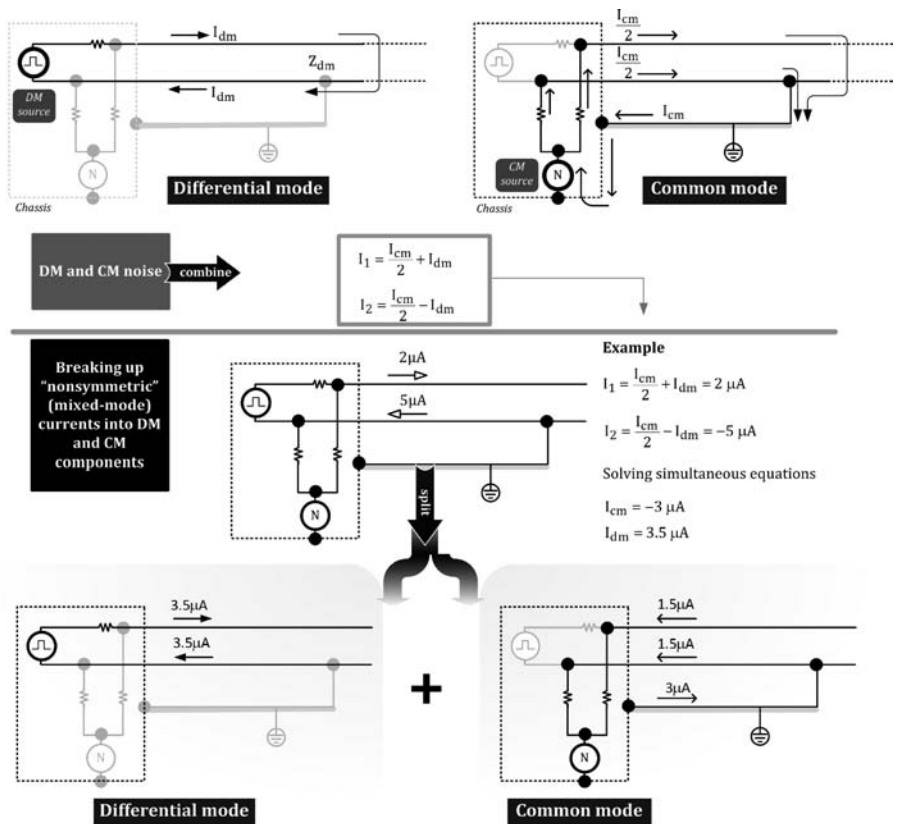 I_dm
I_dm
Z_dm
DM
source
N
Chassis
Differential mode
I_cm/2
I_cm/2
I_cm
CM
source
N
Chassis
Common mode
DM and CM noise
combine
I₁ = I_cm/2 + I_dm
I₂ = I_cm/2 − I_dm
Breaking up
“nonsymmetric”
(mixed-mode)
currents into DM
and CM
components
2μA
5μA
N
split
Example
I₁ = I_cm/2 + I_dm = 2 μA
I₂ = I_cm/2 − I_dm = −5 μA
Solving simultaneous equations
I_cm = −3 μA
I_dm = 3.5 μA
3.5μA
3.5μA
N
Differential mode
+
1.5μA
1.5μA
3μA
N
Common mode